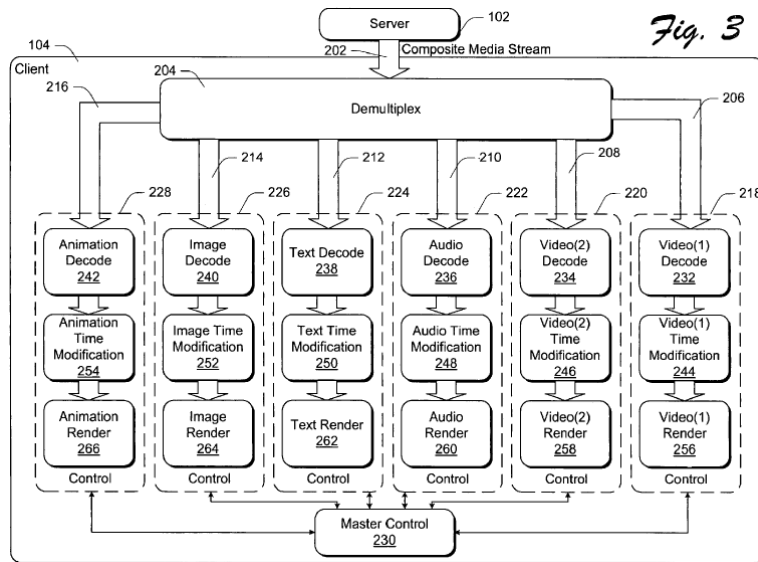 Server
102
Fig. 3
104
202
Composite Media Stream
Client
204
216
Demultiplex
206
214
212
210
208
228
226
224
222
220
218
Animation
Decode
242
Image
Decode
240
Text Decode
238
Audio
Decode
236
Video(2)
Decode
234
Video(1)
Decode
232
Animation
Time
Modification
254
Image Time
Modification
252
Text Time
Modification
250
Audio Time
Modification
248
Video(2)
Time
Modification
246
Video(1)
Time
Modification
244
Animation
Render
266
Image
Render
264
Text Render
262
Audio
Render
260
Video(2)
Render
258
Video(1)
Render
256
Control
Control
Control
Control
Control
Control
Master Control
230